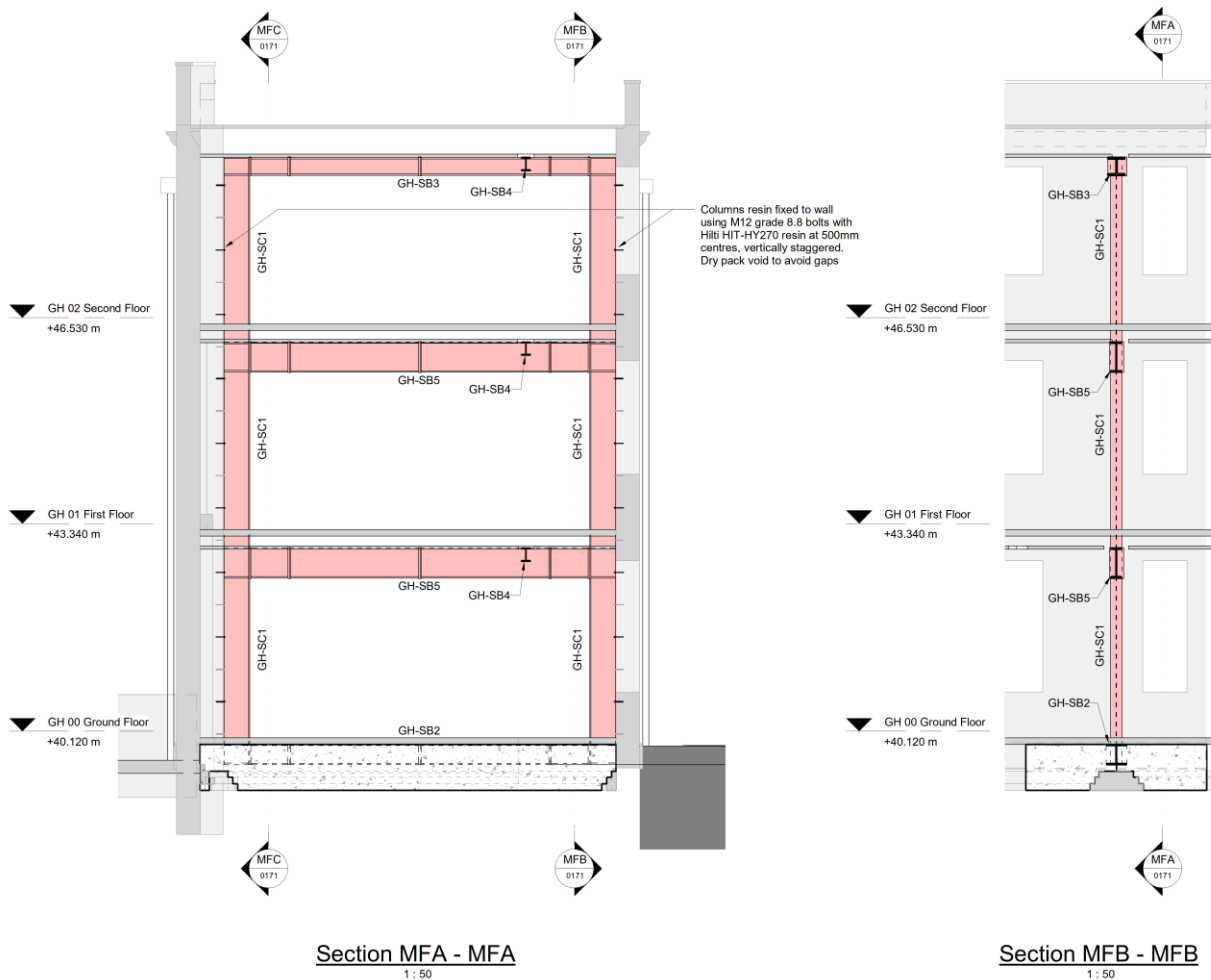 MFC
0171
MFB
0171
MFA
0171
GH-SB3
GH-SB4
GH-SC1
GH-SC1
Columns resin fixed to wall
using M12 grade 8.8 bolts with
Hilti HIT-HY270 resin at 500mm
centres, vertically staggered.
Dry pack void to avoid gaps
GH-SB3
GH-SC1
GH 02 Second Floor
+46.530 m
GH 02 Second Floor
+46.530 m
GH-SB5
GH-SB4
GH-SC1
GH-SC1
GH-SB5
GH-SC1
GH 01 First Floor
+43.340 m
GH 01 First Floor
+43.340 m
GH-SB5
GH-SB4
GH-SC1
GH-SC1
GH-SB5
GH-SC1
GH-SB2
GH 00 Ground Floor
+40.120 m
GH-SB2
GH 00 Ground Floor
+40.120 m
MFC
0171
MFB
0171
MFA
0171
Section MFA - MFA
1 : 50
Section MFB - MFB
1 : 50